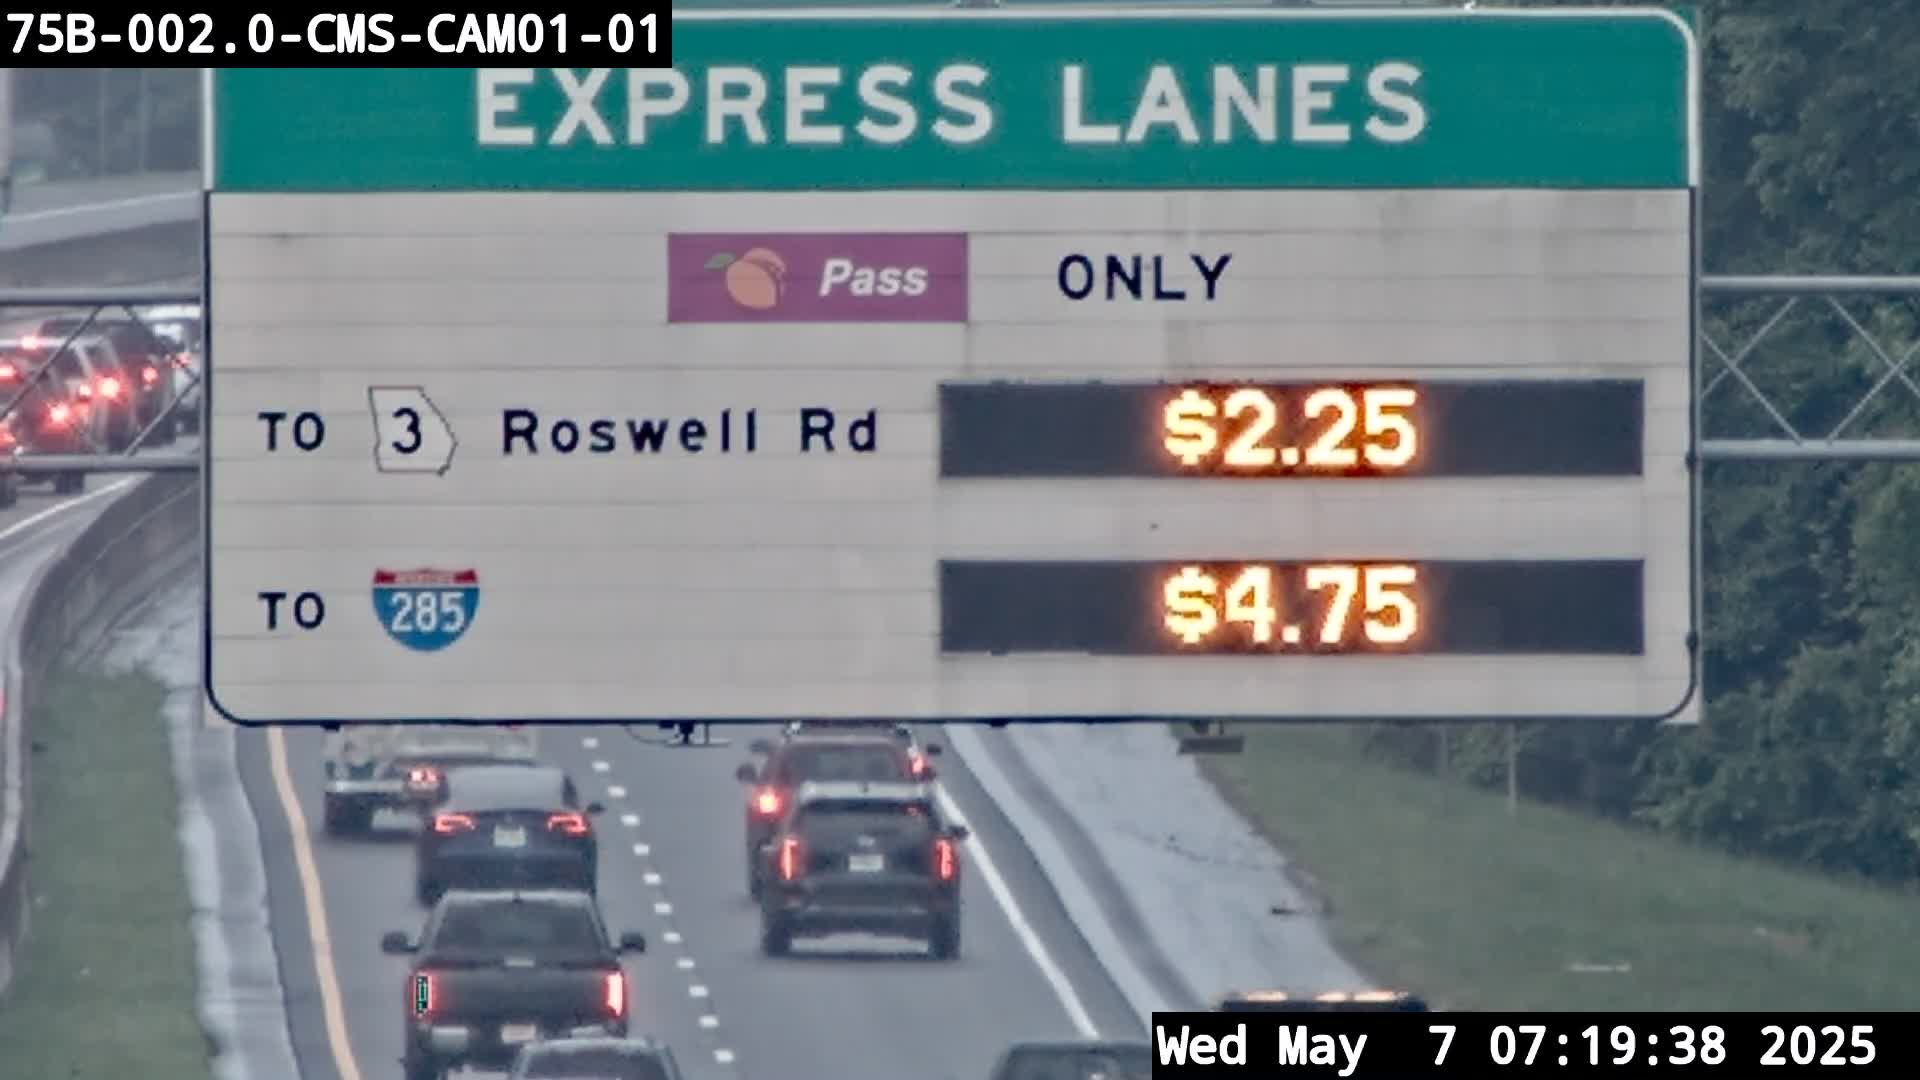 75B-002.0-CMS-CAM01-01
EXPRESS LANES
Pass ONLY
TO 3 Roswell Rd $2.25
TO 285 $4.75
Wed May 7 07:19:38 2025